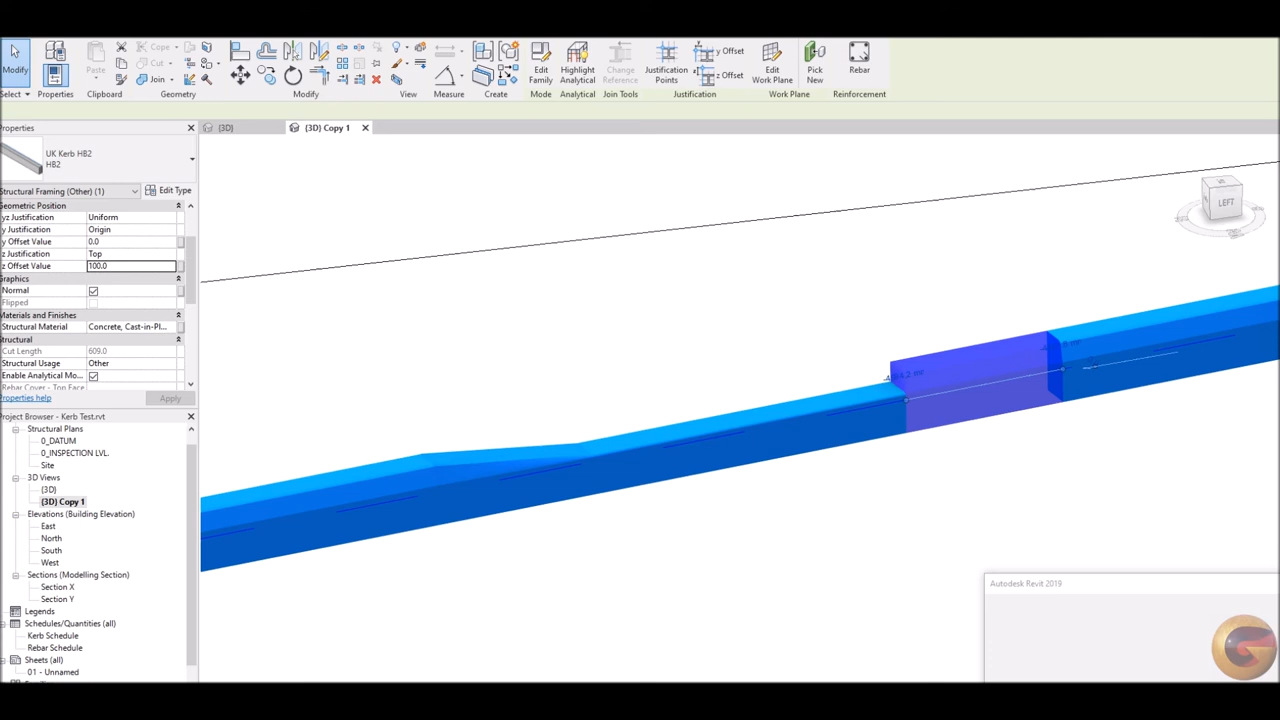 Cope
Join
Paste
y Offset
z Offset
Modify
Edit
Family
Highlight
Analytical
Change
Reference
Justification
Points
Edit
Work Plane
Pick
New
Rebar
Select
Properties
Clipboard
Geometry
Modify
View
Measure
Create
Mode
Analytical
Join Tools
Justification
Work Plane
Reinforcement
Properties
{3D}
{3D} Copy 1
UK Kerb HB2
HB2
Structural Framing (Other) (1)
Edit Type
Geometric Position
yz Justification Uniform
y Justification Origin
y Offset Value 0.0
z Justification Top
z Offset Value 100.0
Graphics
Normal
Flipped
Materials and Finishes
Structural Material Concrete, Cast-in-Pl...
Structural
Cut Length 609.0
Structural Usage Other
Enable Analytical Mo...
Rebar Cover - Top Face
Properties help
Apply
Project Browser - Kerb Test.rvt
Structural Plans
0_DATUM
0_INSPECTION LVL.
Site
3D Views
{3D}
{3D} Copy 1
Elevations (Building Elevation)
East
North
South
West
Sections (Modelling Section)
Section X
Section Y
Legends
Schedules/Quantities (all)
Kerb Schedule
Rebar Schedule
Sheets (all)
01 - Unnamed
LEFT
Autodesk Revit 2019